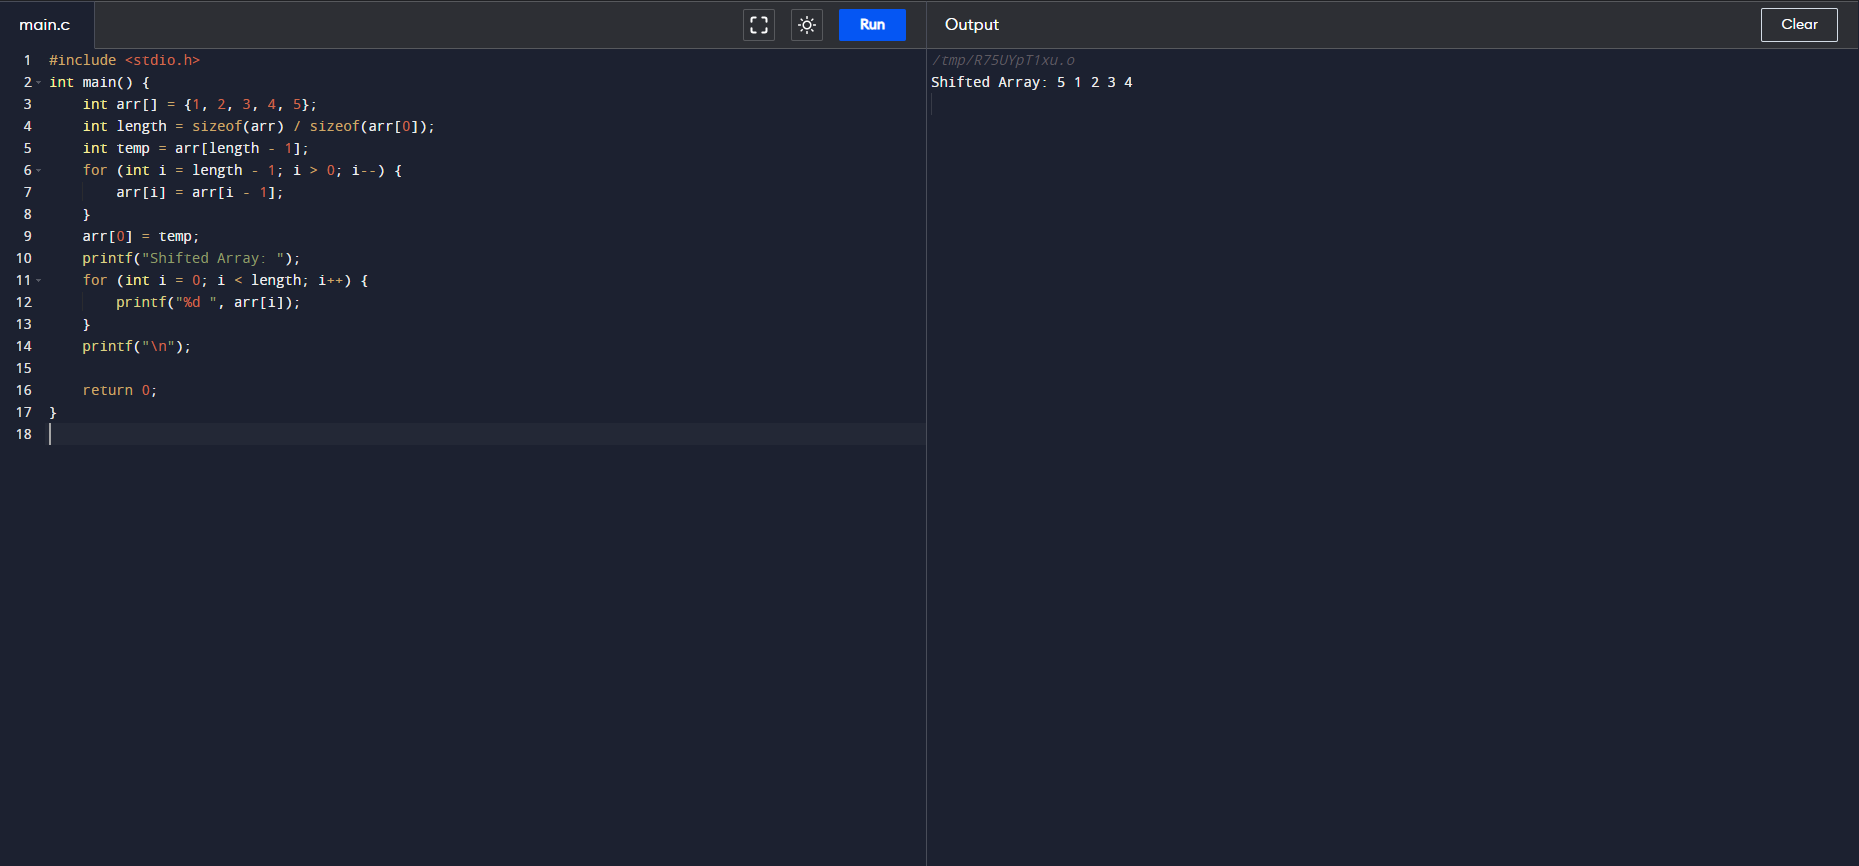 main.c
Run
Output
Clear
1 #include <stdio.h>
2 int main() {
3     int arr[] = {1, 2, 3, 4, 5};
4     int length = sizeof(arr) / sizeof(arr[0]);
5     int temp = arr[length - 1];
6     for (int i = length - 1; i > 0; i--) {
7         arr[i] = arr[i - 1];
8     }
9     arr[0] = temp;
10     printf("Shifted Array: ");
11     for (int i = 0; i < length; i++) {
12         printf("%d ", arr[i]);
13     }
14     printf("\n");
15
16     return 0;
17 }
18
/tmp/R75UYpT1xu.o
Shifted Array: 5 1 2 3 4